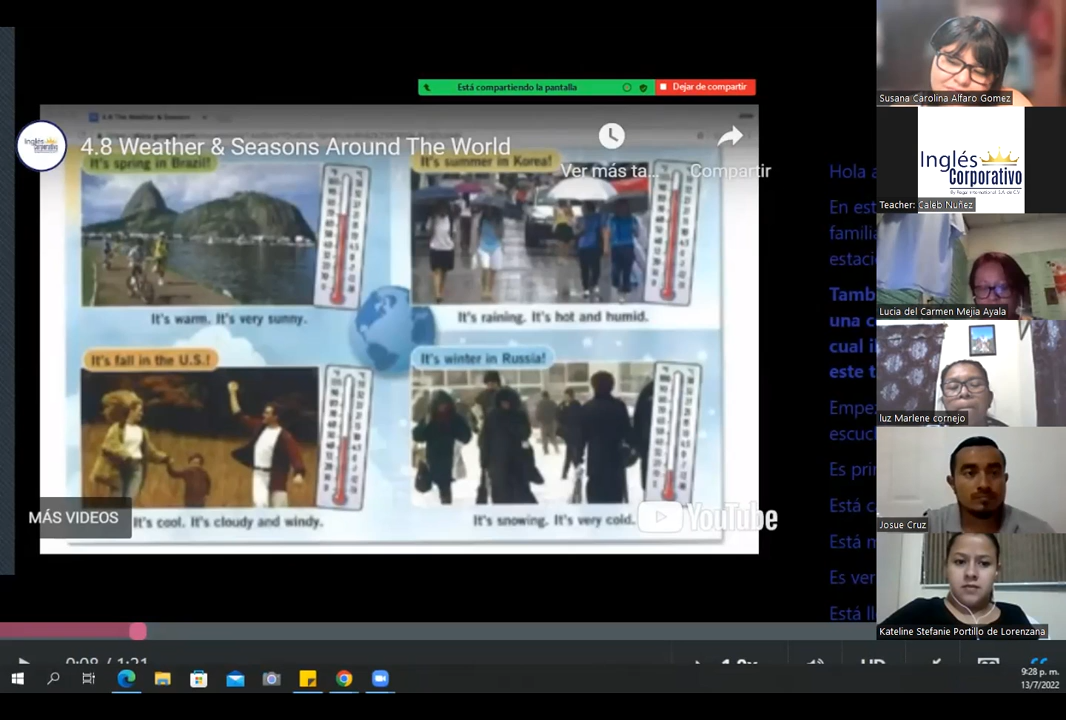 Está compartiendo la pantalla
Dejar de compartir
4.8 Weather & Seasons Around The World
Inglés
Corporativo
Ver más ta...
Compartir
It's spring in Brazil!
It's summer in Korea!
It's warm. It's very sunny.
It's raining. It's hot and humid.
It's fall in the U.S.!
It's winter in Russia!
It's cool. It's cloudy and windy.
It's snowing. It's very cold.
MÁS VIDEOS
YouTube
0:08 / 1:21
HD
Hola a
En est
familia
estaci
Tamb
una c
cual i
este t
Empe
escuc
Es pri
Está c
Está m
Es ver
Está ll
Susana Carolina Alfaro Gomez
Inglés
Corporativo
Teacher: Caleb Nuñez
Lucia del Carmen Mejia Ayala
luz Marlene cornejo
Josue Cruz
Kateline Stefanie Portillo de Lorenzana
9:28 p. m.
13/7/2022